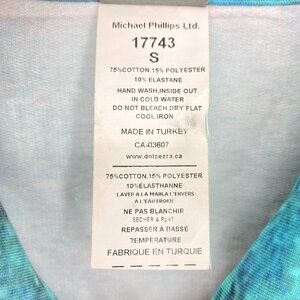 Michael Phillips Ltd.
17743
S
75%COTTON,15% POLYESTER
10% ELASTANE
HAND WASH,INSIDE OUT
IN COLD WATER
DO NOT BLEACH,DRY FLAT
COOL IRON
MADE IN TURKEY
CA-03607
www.dolcezza.ca
75%COTTON,15% POLYESTER
10%ELASTHANNE
LAVER A LA MAIN,A L'ENVERS
A L'EAU FROIDE
NE PAS BLANCHIR
SECHER A PLAT
REPASSER A BASSE
TEMPERATURE
FABRIQUE EN TURQUIE